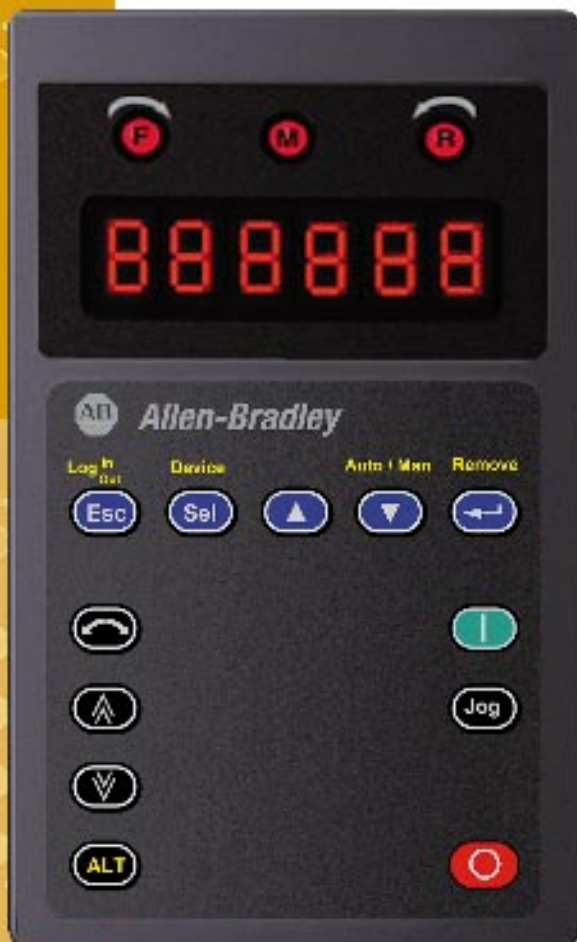 F M R
888888
AB Allen-Bradley
Log In Out Device Auto / Man Remove
Esc Sel
Jog
ALT